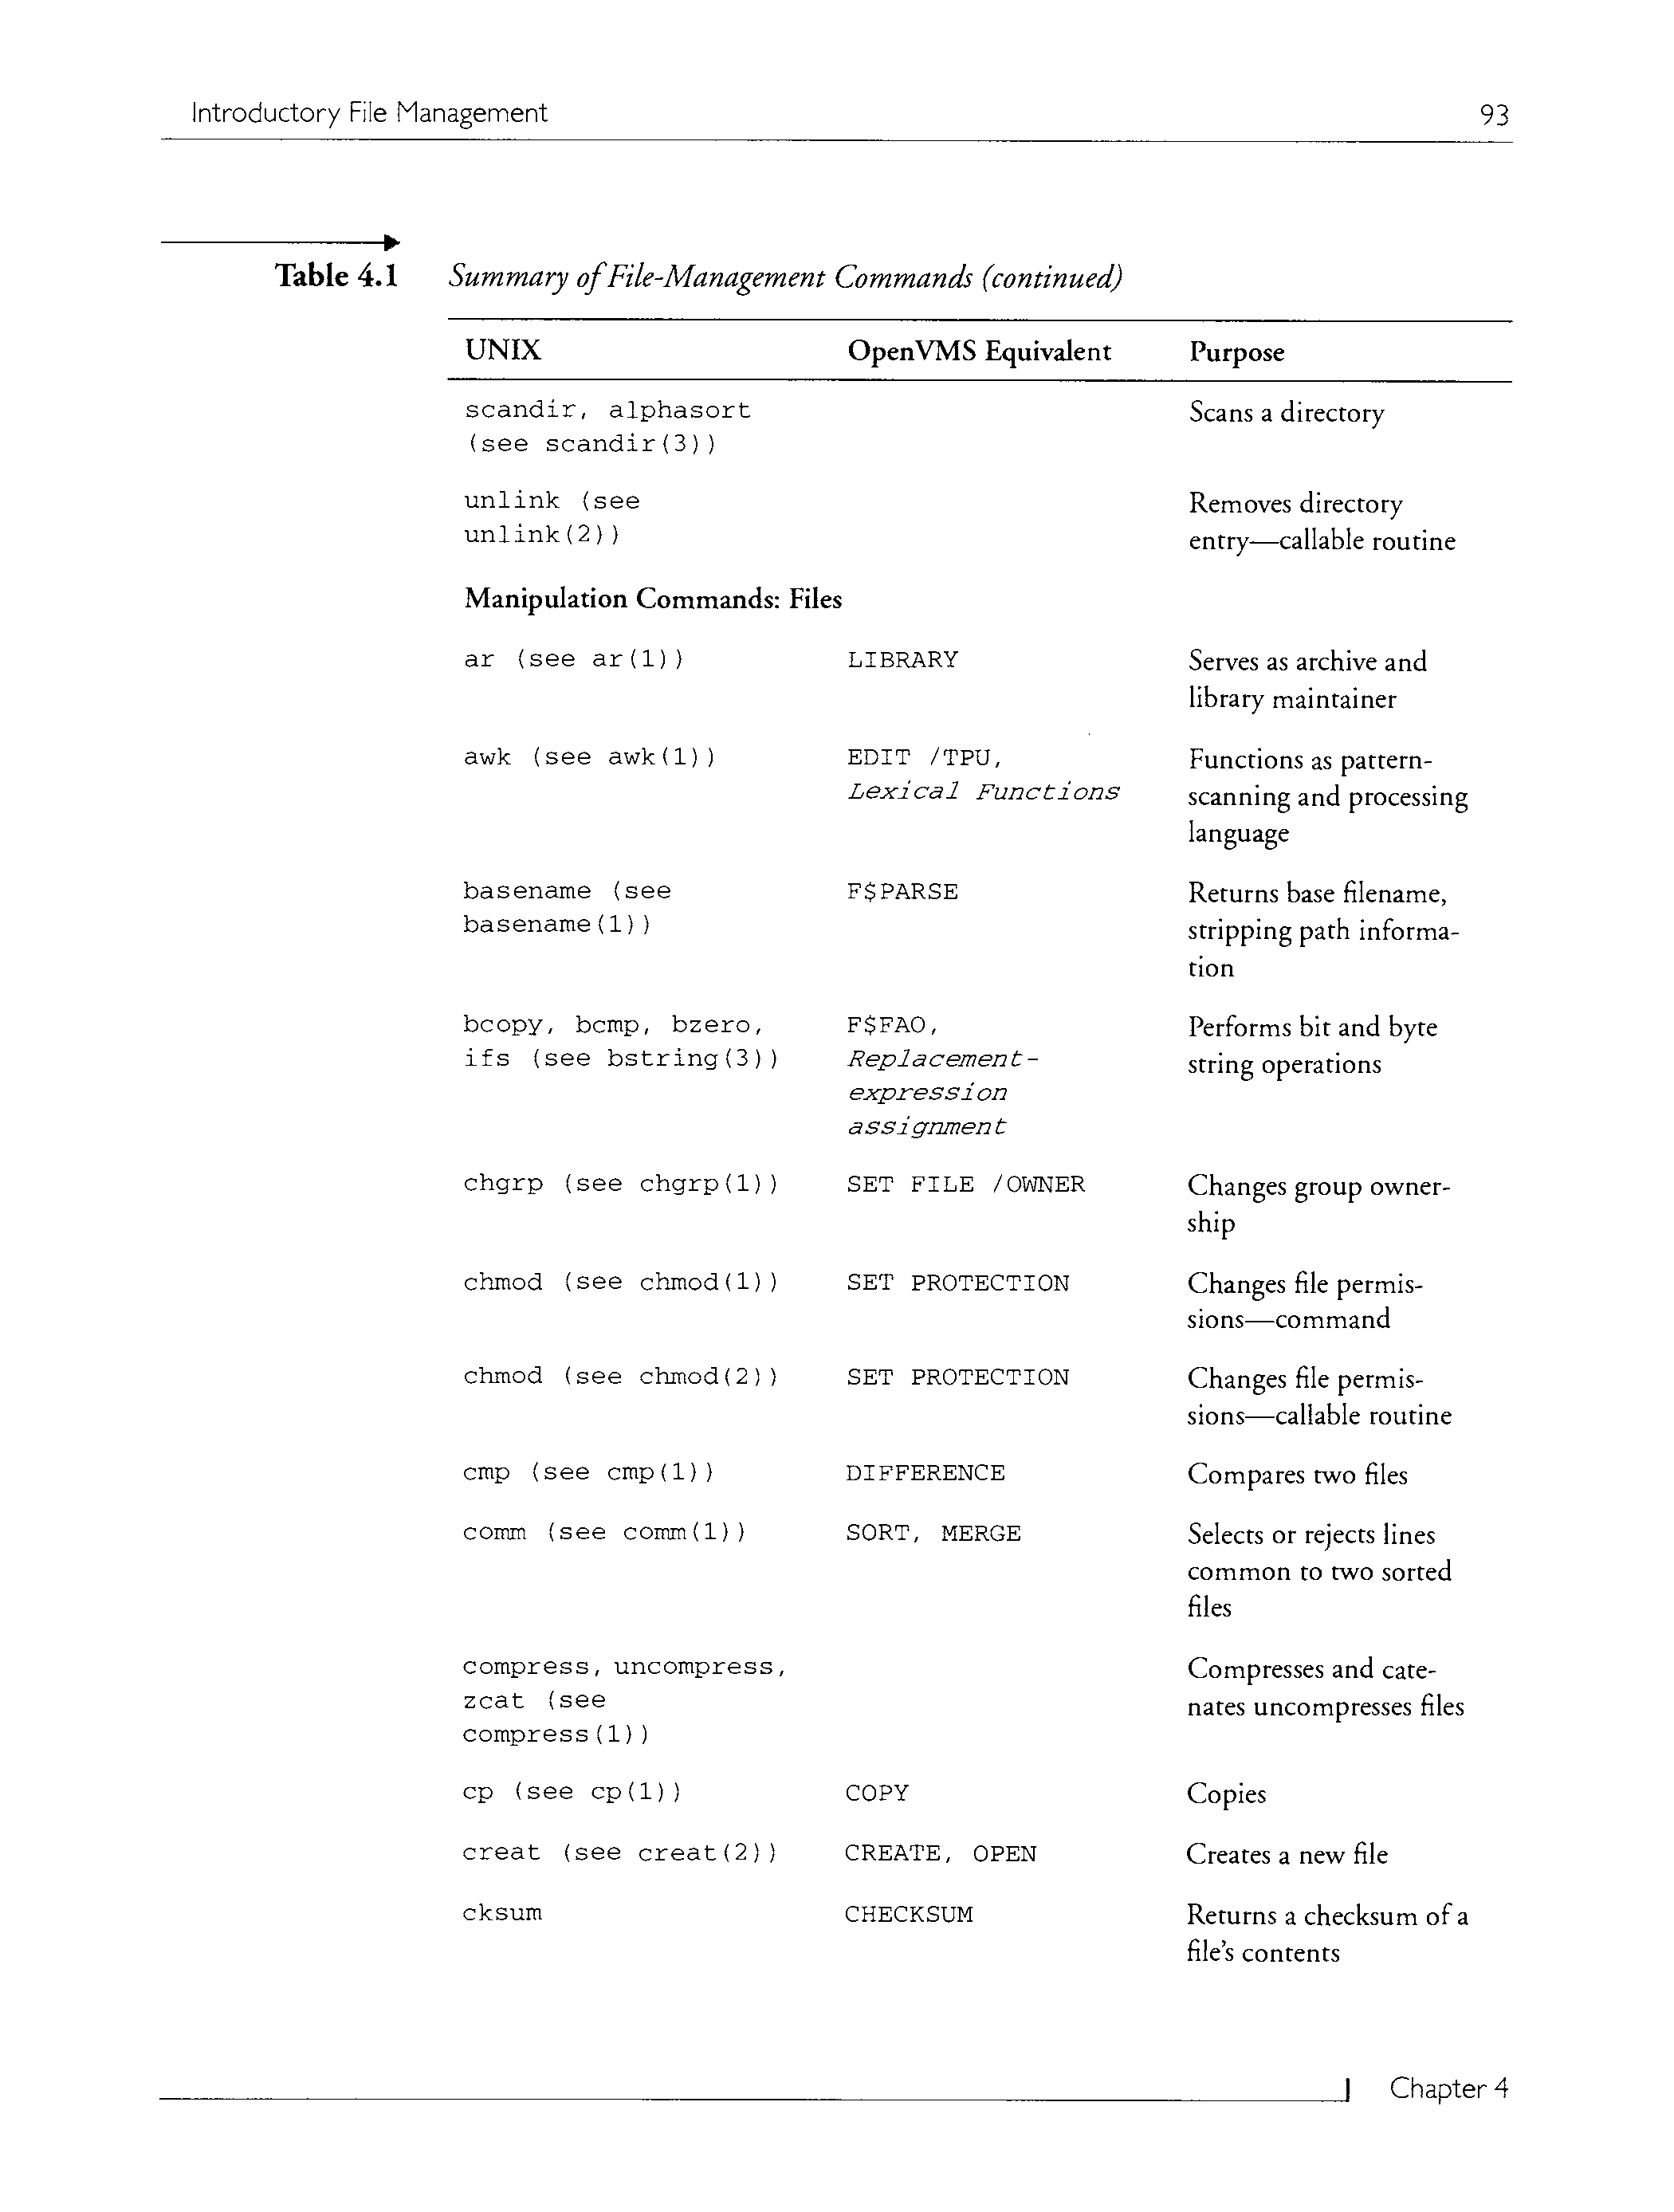 Introductory File Management 93
Table 4.1 Summary of File-Management Commands (continued)
UNIX OpenVMS Equivalent Purpose
scandir, alphasort Scans a directory
(see scandir(3))
unlink (see Removes directory
unlink(2)) entry—callable routine
Manipulation Commands: Files
ar (see ar(1)) LIBRARY Serves as archive and
library maintainer
awk (see awk(1)) EDIT /TPU, Functions as pattern-
Lexical Functions scanning and processing
language
basename (see F$PARSE Returns base filename,
basename(1)) stripping path informa-
tion
bcopy, bcmp, bzero, F$FAO, Performs bit and byte
ifs (see bstring(3)) Replacement- string operations
expression
assignment
chgrp (see chgrp(1)) SET FILE /OWNER Changes group owner-
ship
chmod (see chmod(1)) SET PROTECTION Changes file permis-
sions—command
chmod (see chmod(2)) SET PROTECTION Changes file permis-
sions—callable routine
cmp (see cmp(1)) DIFFERENCE Compares two files
comm (see comm(1)) SORT, MERGE Selects or rejects lines
common to two sorted
files
compress, uncompress, Compresses and cate-
zcat (see nates uncompresses files
compress(1))
cp (see cp(1)) COPY Copies
creat (see creat(2)) CREATE, OPEN Creates a new file
cksum CHECKSUM Returns a checksum of a
file's contents
Chapter 4